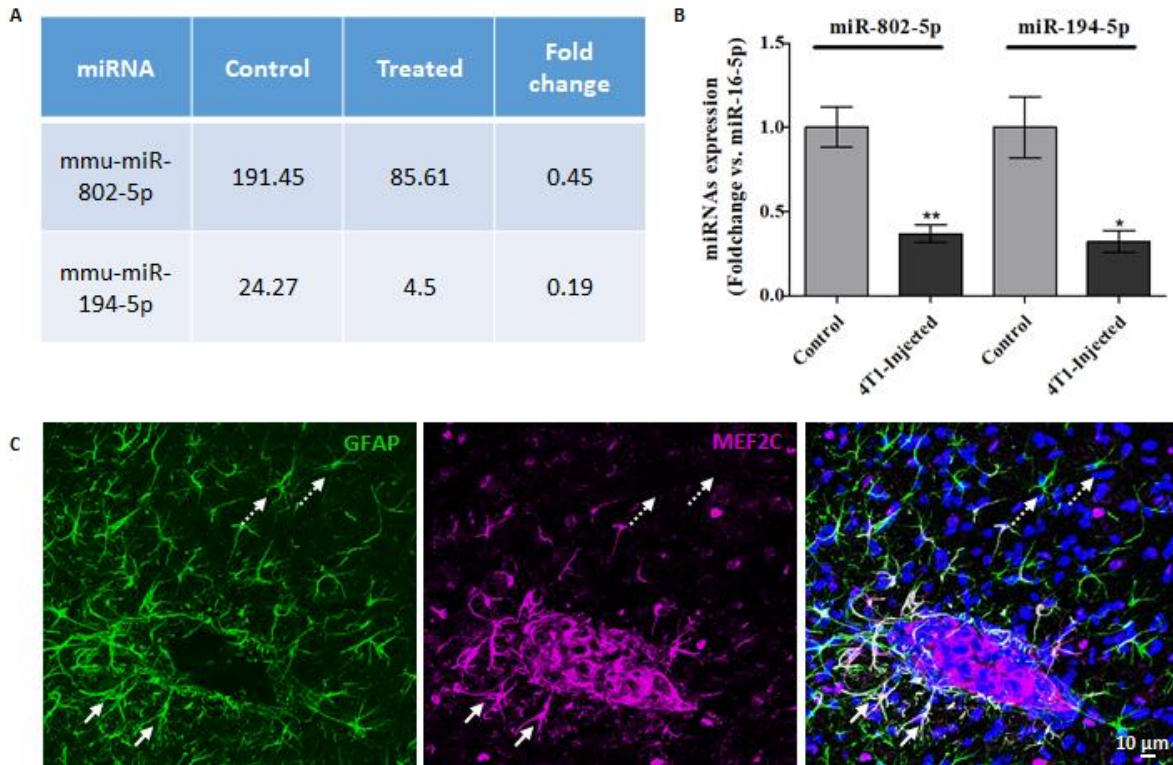 A
miRNA Control Treated Fold change
mmu-miR-802-5p 191.45 85.61 0.45
mmu-miR-194-5p 24.27 4.5 0.19
B
miR-802-5p miR-194-5p
miRNAs expression
(Foldchange vs. miR-16-5p)
1.5
1.0
0.5
0.0
** *
Control 4T1-Injected Control 4T1-Injected
C
GFAP MEF2C
10 µm